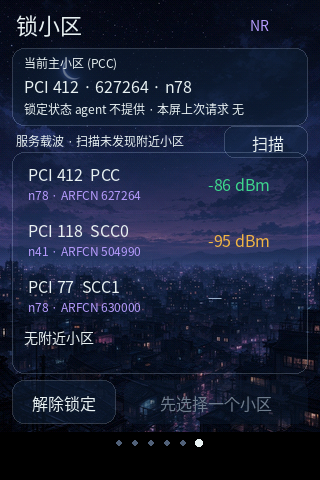 锁小区
NR
当前主小区 (PCC)
PCI 412 · 627264 · n78
锁定状态 agent 不提供 · 本屏上次请求 无
服务载波 · 扫描未发现附近小区
扫描
PCI 412 PCC
-86 dBm
n78 · ARFCN 627264
PCI 118 SCC0
-95 dBm
n41 · ARFCN 504990
PCI 77 SCC1
—
n78 · ARFCN 630000
无附近小区
解除锁定
先选择一个小区